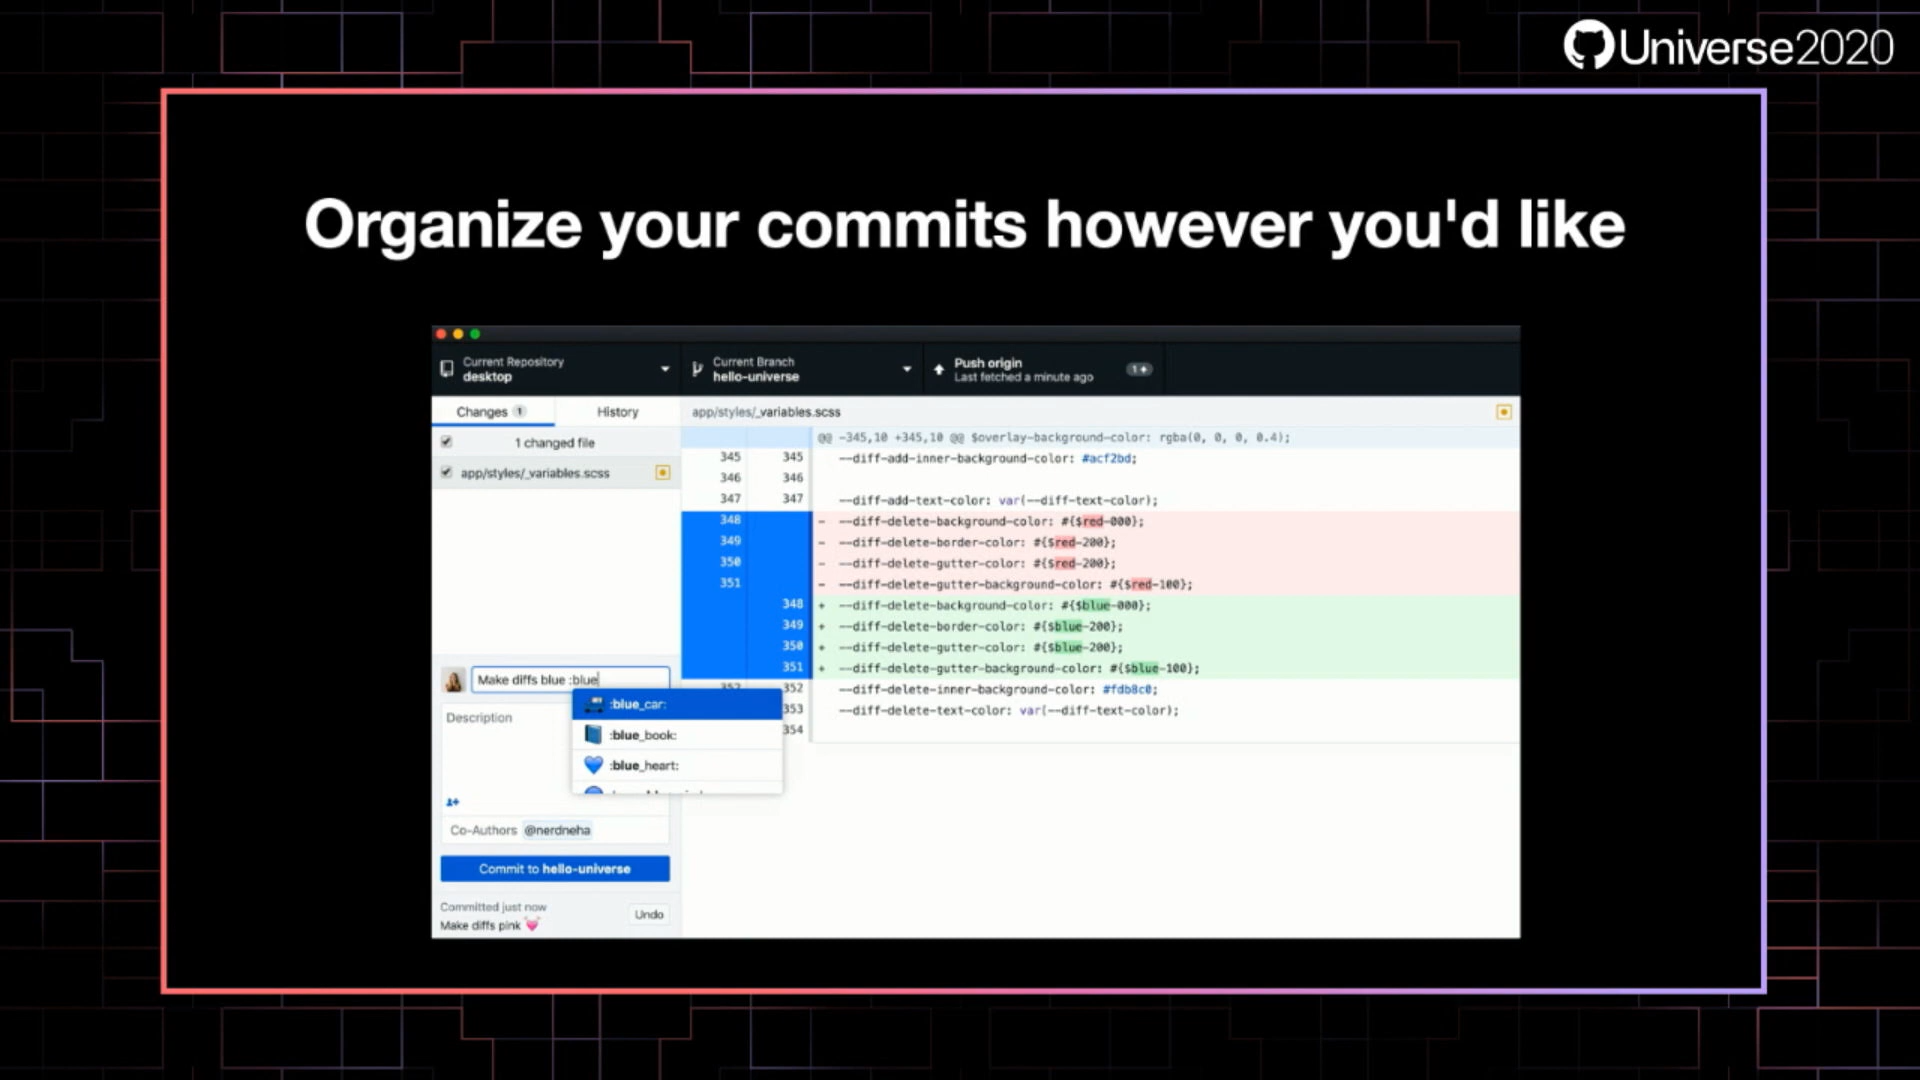 Universe2020
Organize your commits however you'd like
Current Repository
desktop
Current Branch
hello-universe
Push origin
Last fetched a minute ago
1
Changes 1
History
app/styles/_variables.scss
1 changed file
app/styles/_variables.scss
@@ -345,10 +345,10 @@ $overlay-background-color: rgba(0, 0, 0, 0.4);
345 345 --diff-add-inner-background-color: #acf2bd;
346 346
347 347 --diff-add-text-color: var(--diff-text-color);
348 - --diff-delete-background-color: #{$red-000};
349 - --diff-delete-border-color: #{$red-200};
350 - --diff-delete-gutter-color: #{$red-200};
351 - --diff-delete-gutter-background-color: #{$red-100};
348 + --diff-delete-background-color: #{$blue-000};
349 + --diff-delete-border-color: #{$blue-200};
350 + --diff-delete-gutter-color: #{$blue-200};
351 + --diff-delete-gutter-background-color: #{$blue-100};
352 352 --diff-delete-inner-background-color: #fdb8c0;
353 --diff-delete-text-color: var(--diff-text-color);
354
Make diffs blue :blue
:blue_car:
:blue_book:
:blue_heart:
Description
Co-Authors @nerdneha
Commit to hello-universe
Committed just now
Make diffs pink
Undo